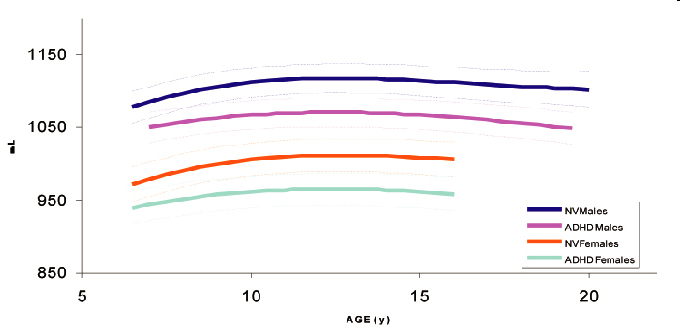 1150
1050
950
850
mL
5 10 15 20
AGE (y)
NVMales
ADHD Males
NVFemales
ADHD Females